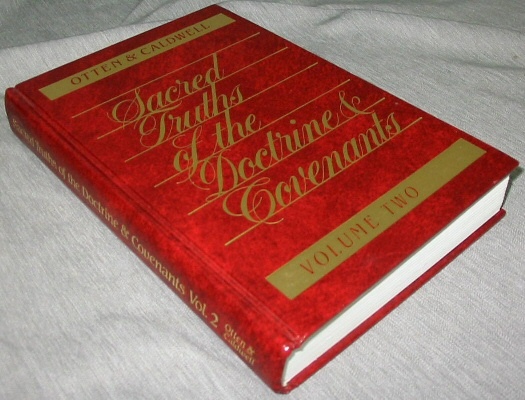 OTTEN & CALDWELL
Sacred
Truths
of the
Doctrine &
Covenants
VOLUME TWO
Sacred Truths of the Doctrine & Covenants Vol. 2
Otten &
Caldwell